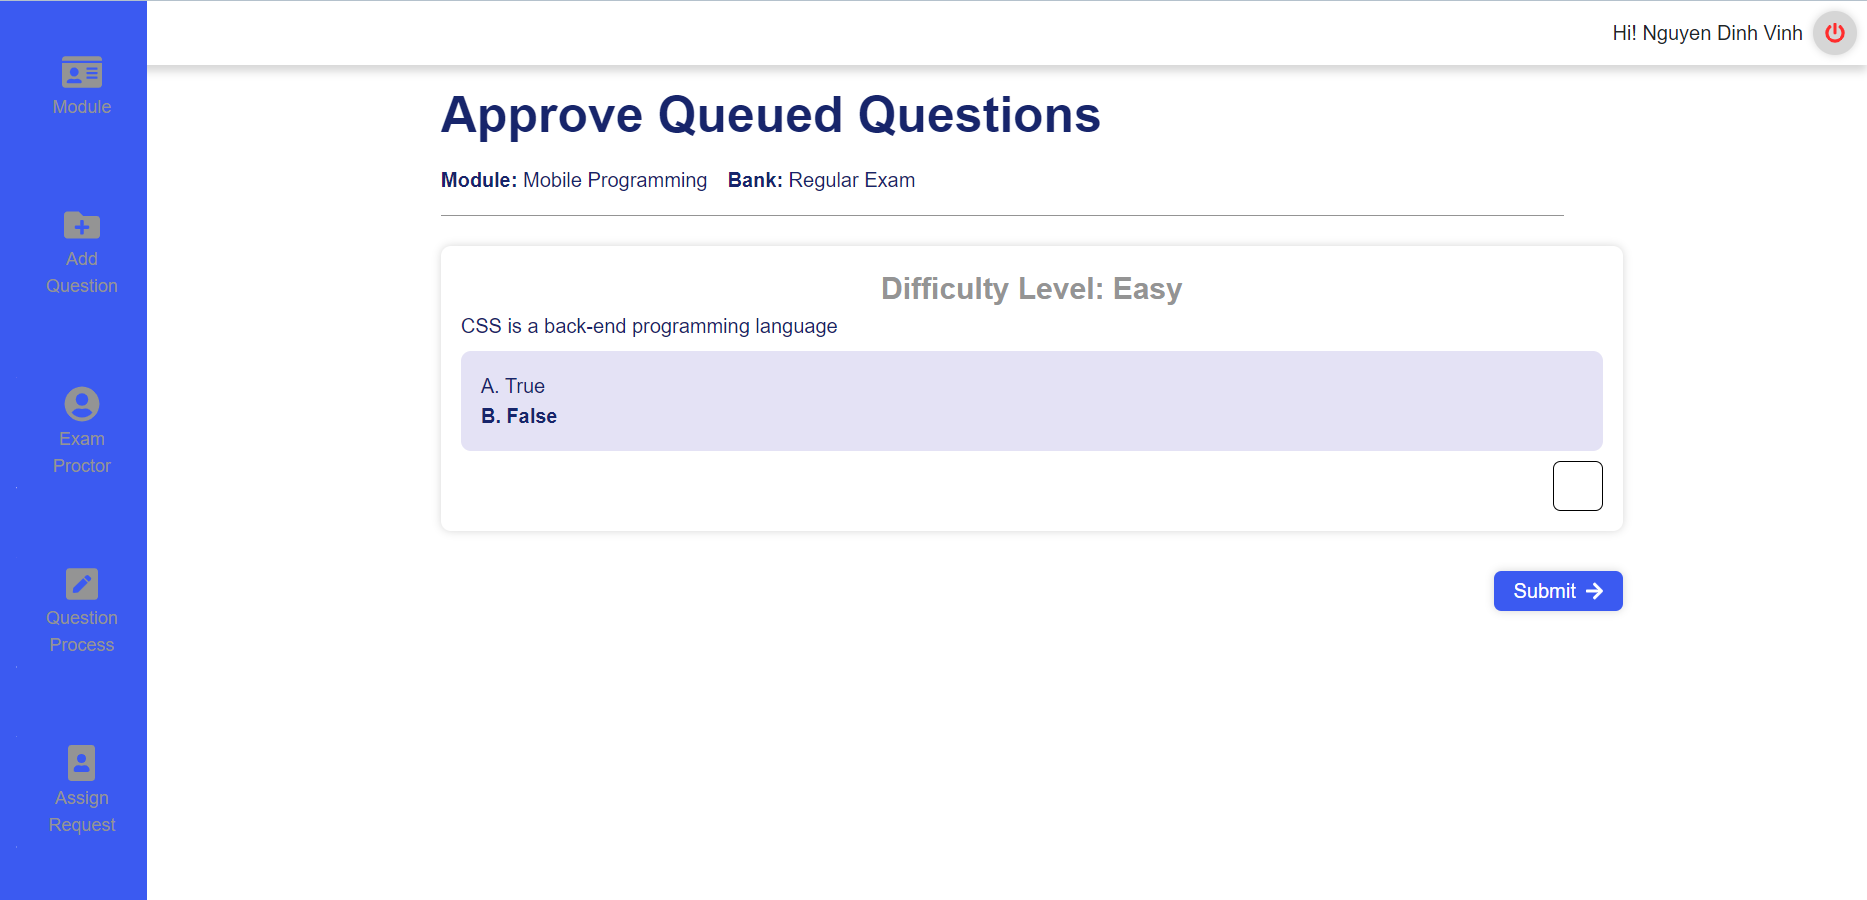 Hi! Nguyen Dinh Vinh
Module
Add
Question
Exam
Proctor
Question
Process
Assign
Request
Approve Queued Questions
Module: Mobile Programming Bank: Regular Exam
Difficulty Level: Easy
CSS is a back-end programming language
A. True
B. False
Submit